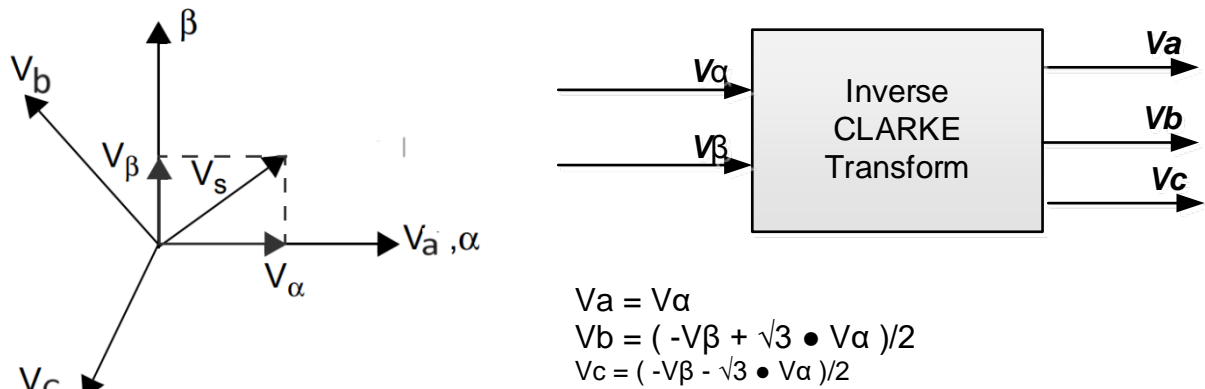 β
Vb
Vβ
Vs
Va ,α
Vα
Vc
Vα
Vβ
Inverse
CLARKE
Transform
Va
Vb
Vc
Va = Vα
Vb = ( -Vβ + √3 ● Vα )/2
Vc = ( -Vβ - √3 ● Vα )/2